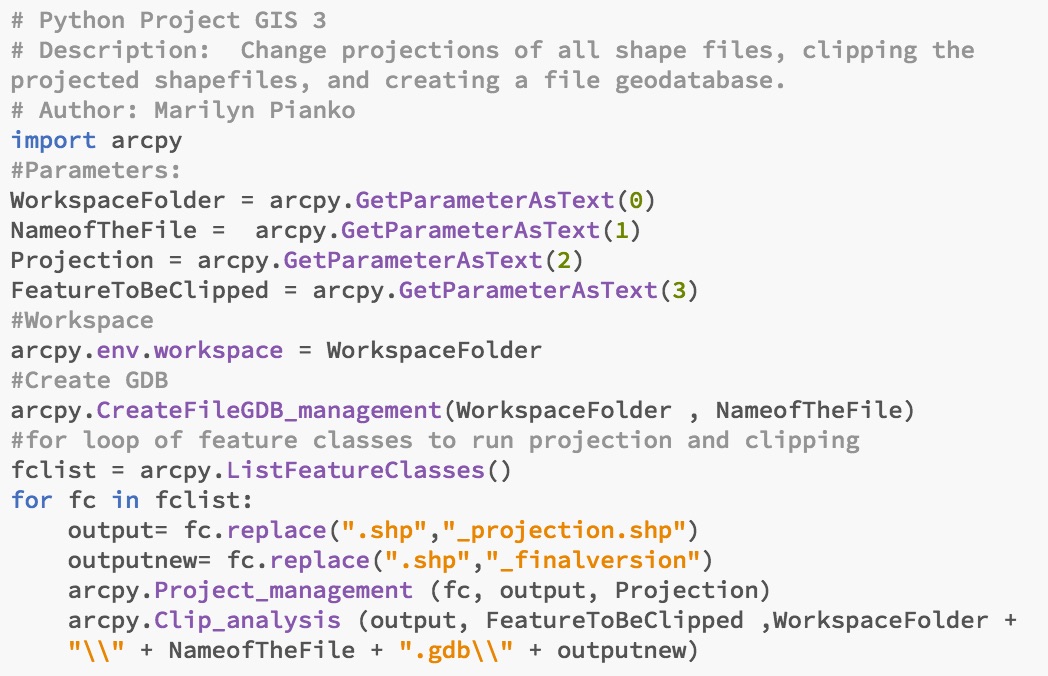 # Python Project GIS 3
# Description:  Change projections of all shape files, clipping the
projected shapefiles, and creating a file geodatabase.
# Author: Marilyn Pianko
import arcpy
#Parameters:
WorkspaceFolder = arcpy.GetParameterAsText(0)
NameofTheFile =  arcpy.GetParameterAsText(1)
Projection = arcpy.GetParameterAsText(2)
FeatureToBeClipped = arcpy.GetParameterAsText(3)
#Workspace
arcpy.env.workspace = WorkspaceFolder
#Create GDB
arcpy.CreateFileGDB_management(WorkspaceFolder , NameofTheFile)
#for loop of feature classes to run projection and clipping
fclist = arcpy.ListFeatureClasses()
for fc in fclist:
    output= fc.replace(".shp","_projection.shp")
    outputnew= fc.replace(".shp","_finalversion")
    arcpy.Project_management (fc, output, Projection)
    arcpy.Clip_analysis (output, FeatureToBeClipped ,WorkspaceFolder +
    "\\" + NameofTheFile + ".gdb\\" + outputnew)